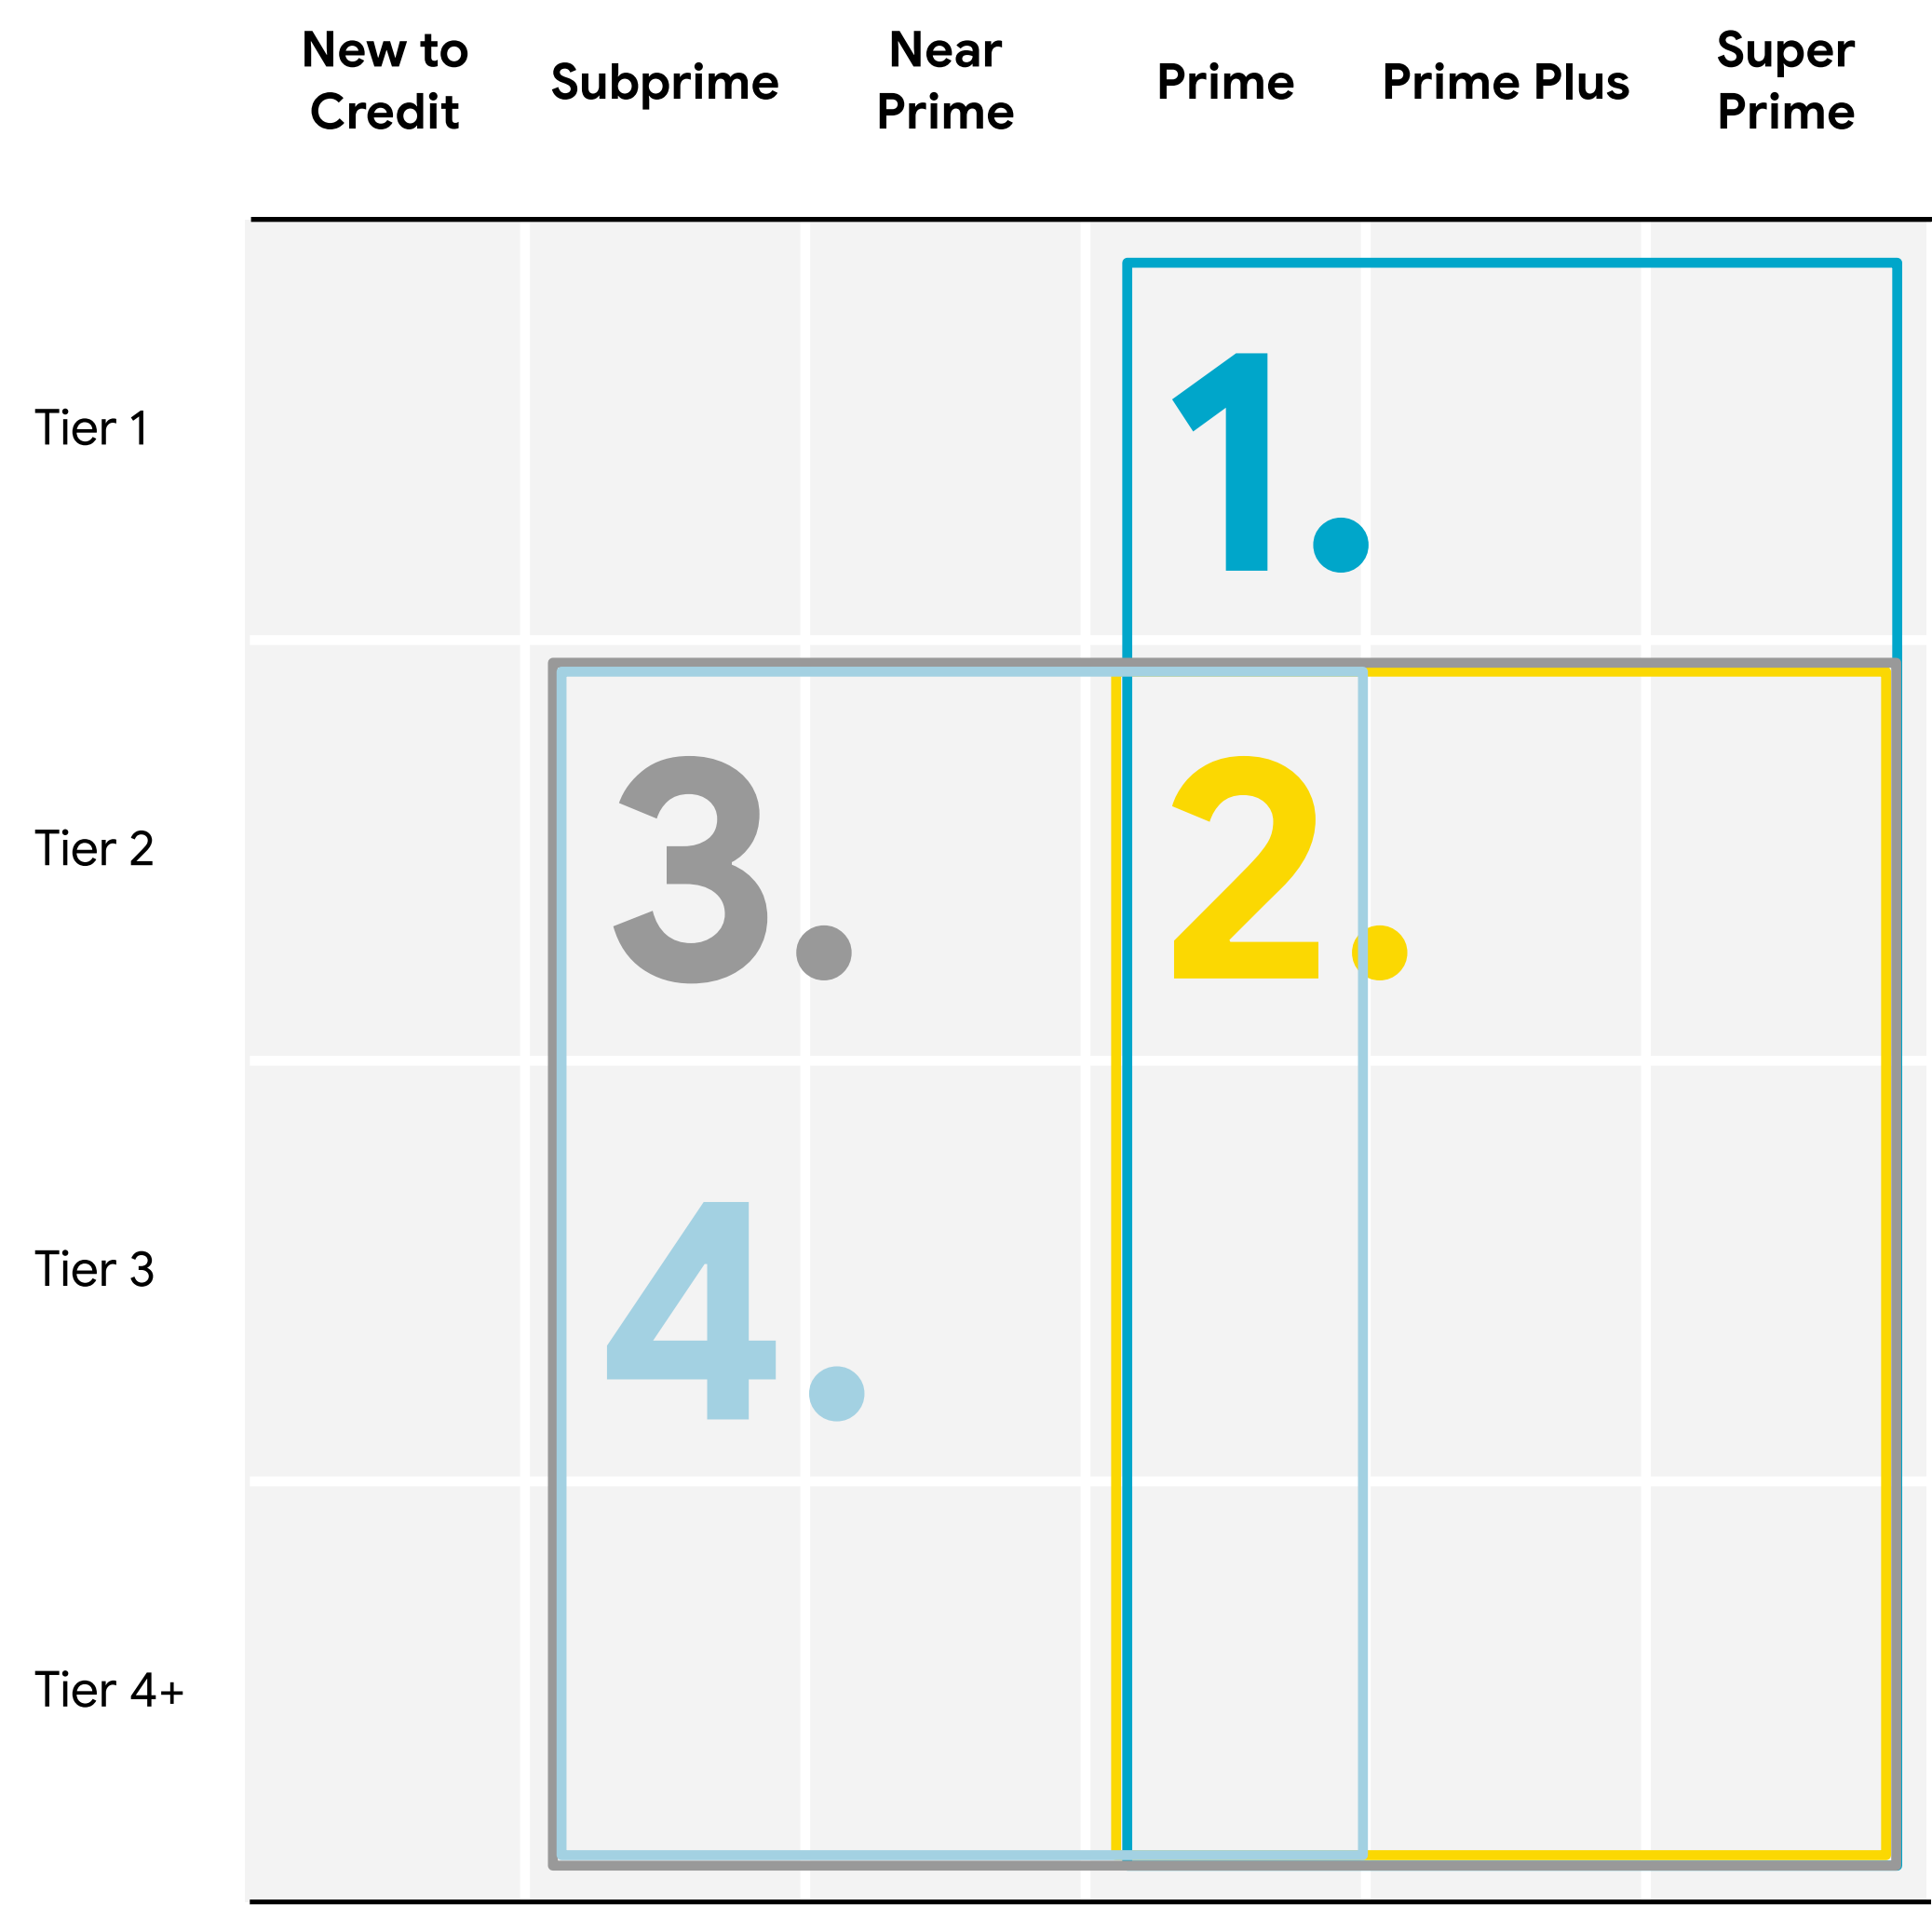 New to
Credit
Subprime
Near
Prime
Prime
Prime Plus
Super
Prime
Tier 1
1.
Tier 2
3.
2.
Tier 3
4.
Tier 4+